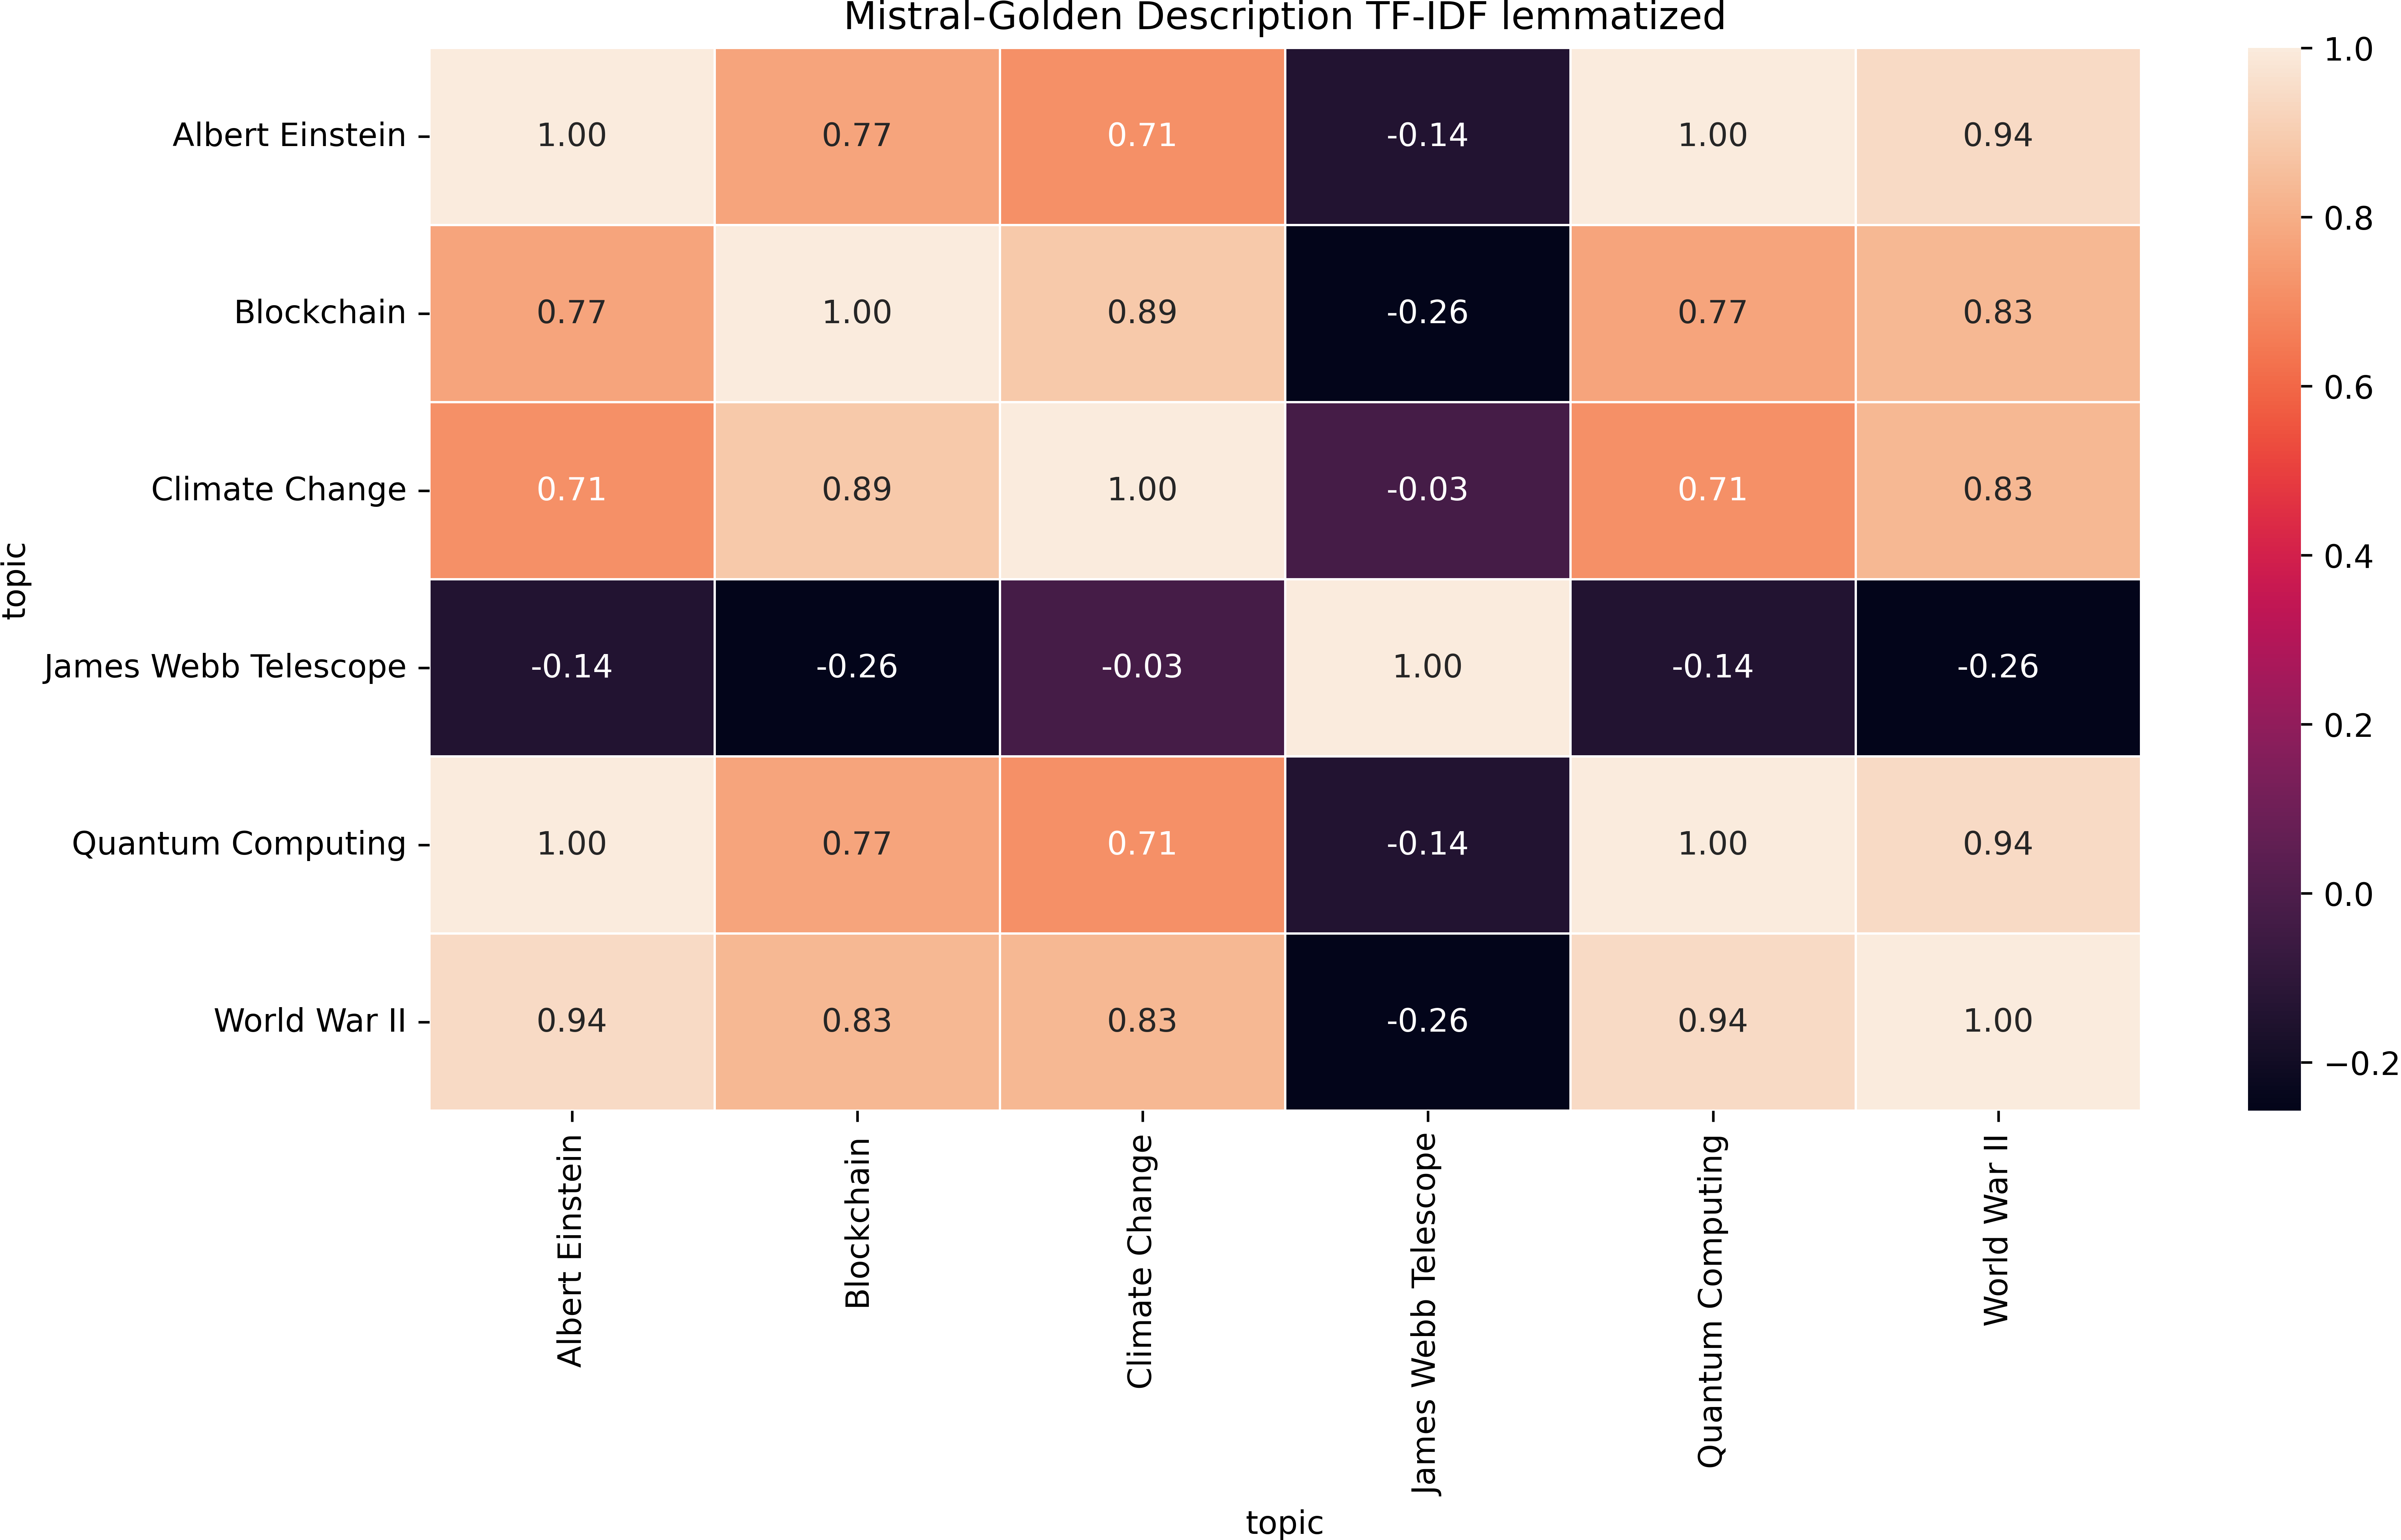 Mistral-Golden Description TF-IDF lemmatized
topic
Albert Einstein 1.00 0.77 0.71 -0.14 1.00 0.94
Blockchain 0.77 1.00 0.89 -0.26 0.77 0.83
Climate Change 0.71 0.89 1.00 -0.03 0.71 0.83
James Webb Telescope -0.14 -0.26 -0.03 1.00 -0.14 -0.26
Quantum Computing 1.00 0.77 0.71 -0.14 1.00 0.94
World War II 0.94 0.83 0.83 -0.26 0.94 1.00
Albert Einstein
Blockchain
Climate Change
James Webb Telescope
Quantum Computing
World War II
topic
1.0
0.8
0.6
0.4
0.2
0.0
−0.2